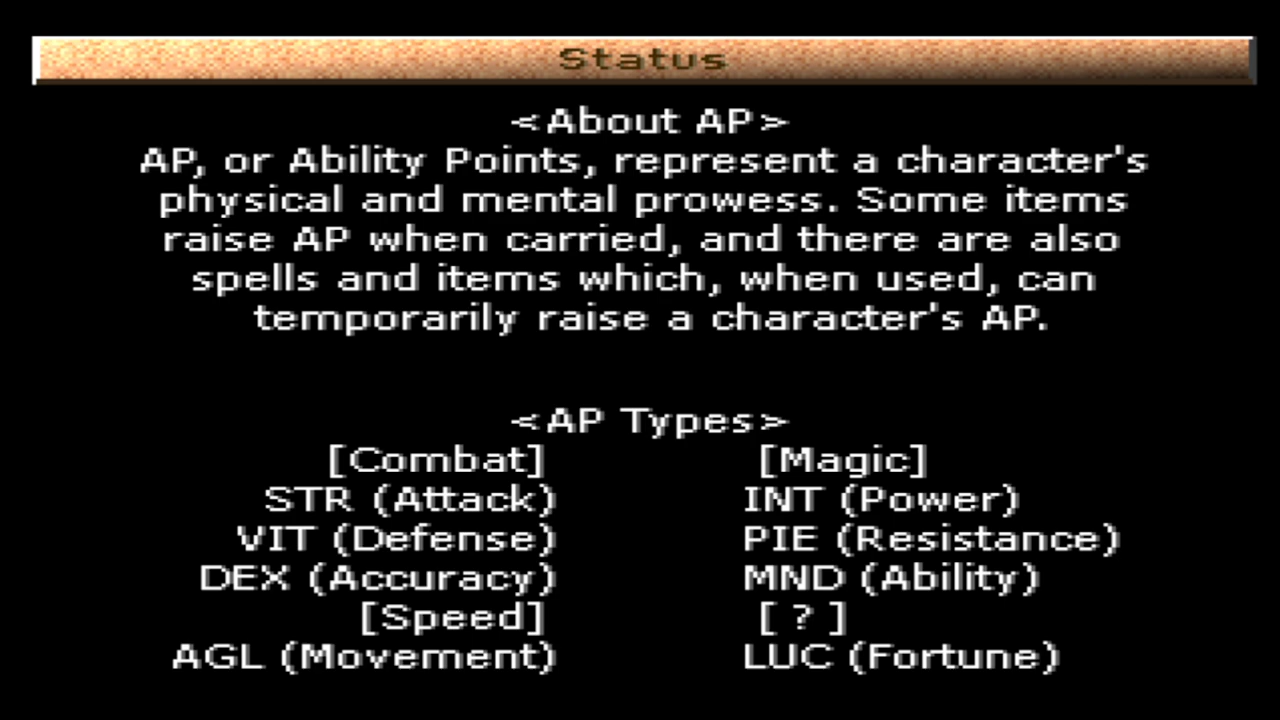 Status
<About AP>
AP, or Ability Points, represent a character's
physical and mental prowess. Some items
raise AP when carried, and there are also
spells and items which, when used, can
temporarily raise a character's AP.
<AP Types>
[Combat] [Magic]
STR (Attack) INT (Power)
VIT (Defense) PIE (Resistance)
DEX (Accuracy) MND (Ability)
[Speed] [ ? ]
AGL (Movement) LUC (Fortune)